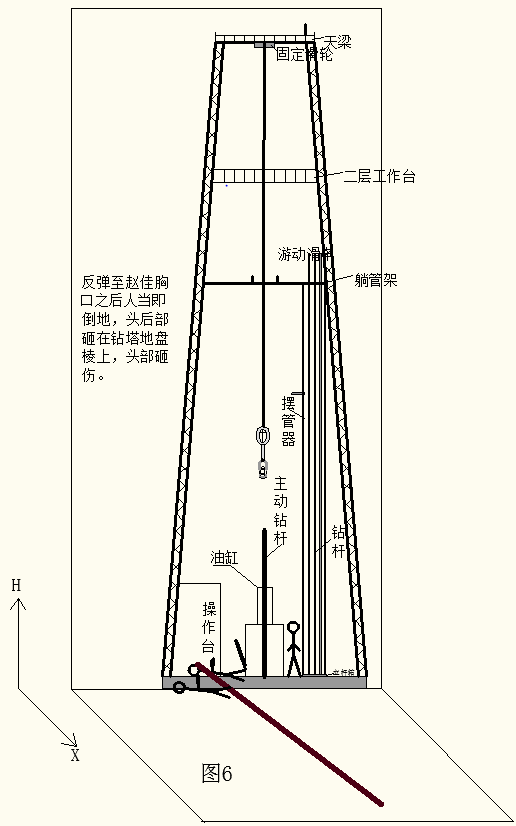 天梁
固定滑轮
二层工作台
游动滑车
躺管架
反弹至赵佳胸
口之后人当即
倒地，头后部
砸在钻塔地盘
棱上，头部砸
伤。
摆
管
器
主
动
钻
杆
钻
杆
油缸
操
作
台
H
X
图6